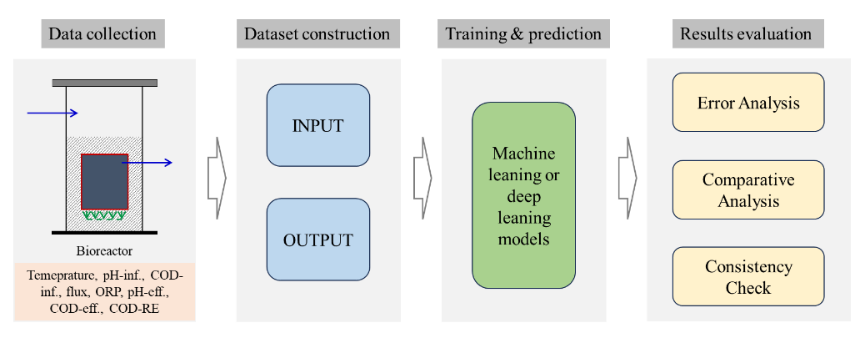 Data collection
Dataset construction
Training & prediction
Results evaluation
Bioreactor
Temeprature, pH-inf., COD-
inf., flux, ORP, pH-eff.,
COD-eff., COD-RE
INPUT
OUTPUT
Machine
leaning or
deep
leaning
models
Error Analysis
Comparative
Analysis
Consistency
Check